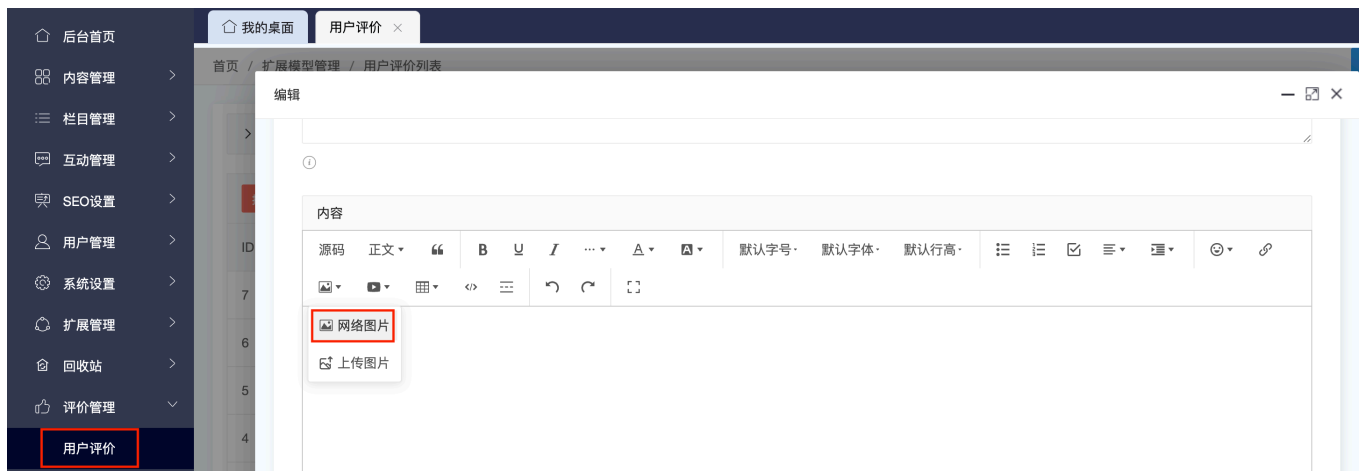 后台首页
内容管理
栏目管理
互动管理
SEO设置
用户管理
系统设置
扩展管理
回收站
评价管理
用户评价
我的桌面 用户评价
首页 / 扩展模型管理 / 用户评价列表
编辑
ID
7
6
5
4
内容
源码 正文 B U I ... A A 默认字号 默认字体 默认行高
网络图片
上传图片